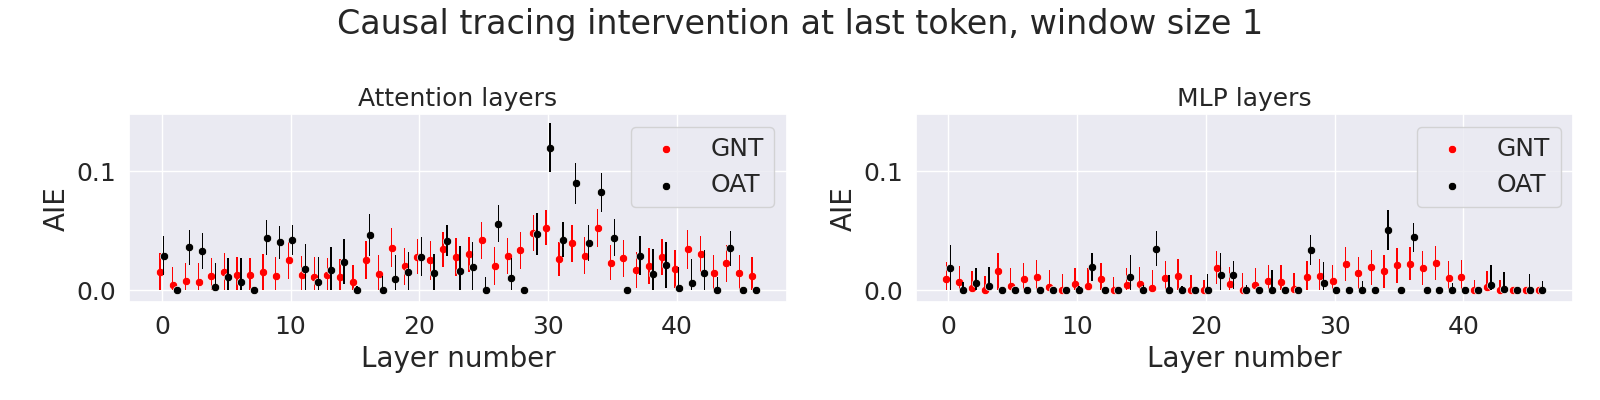 Causal tracing intervention at last token, window size 1
Attention layers
AIE
0.1
0.0
GNT
OAT
0 10 20 30 40
Layer number
MLP layers
AIE
0.1
0.0
GNT
OAT
0 10 20 30 40
Layer number